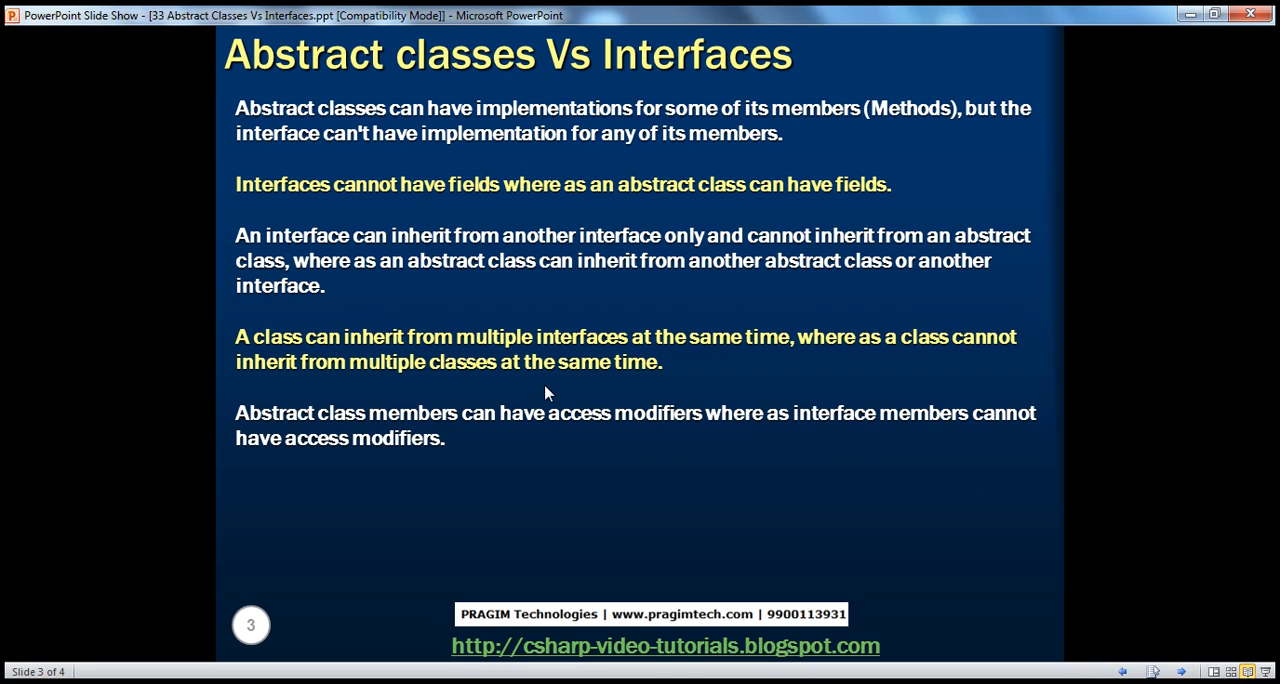 PowerPoint Slide Show - [33 Abstract Classes Vs Interfaces.ppt [Compatibility Mode]] - Microsoft PowerPoint
Abstract classes Vs Interfaces
Abstract classes can have implementations for some of its members (Methods), but the
interface can't have implementation for any of its members.
Interfaces cannot have fields where as an abstract class can have fields.
An interface can inherit from another interface only and cannot inherit from an abstract
class, where as an abstract class can inherit from another abstract class or another
interface.
A class can inherit from multiple interfaces at the same time, where as a class cannot
inherit from multiple classes at the same time.
Abstract class members can have access modifiers where as interface members cannot
have access modifiers.
3
PRAGIM Technologies | www.pragimtech.com | 9900113931
http://csharp-video-tutorials.blogspot.com
Slide 3 of 4